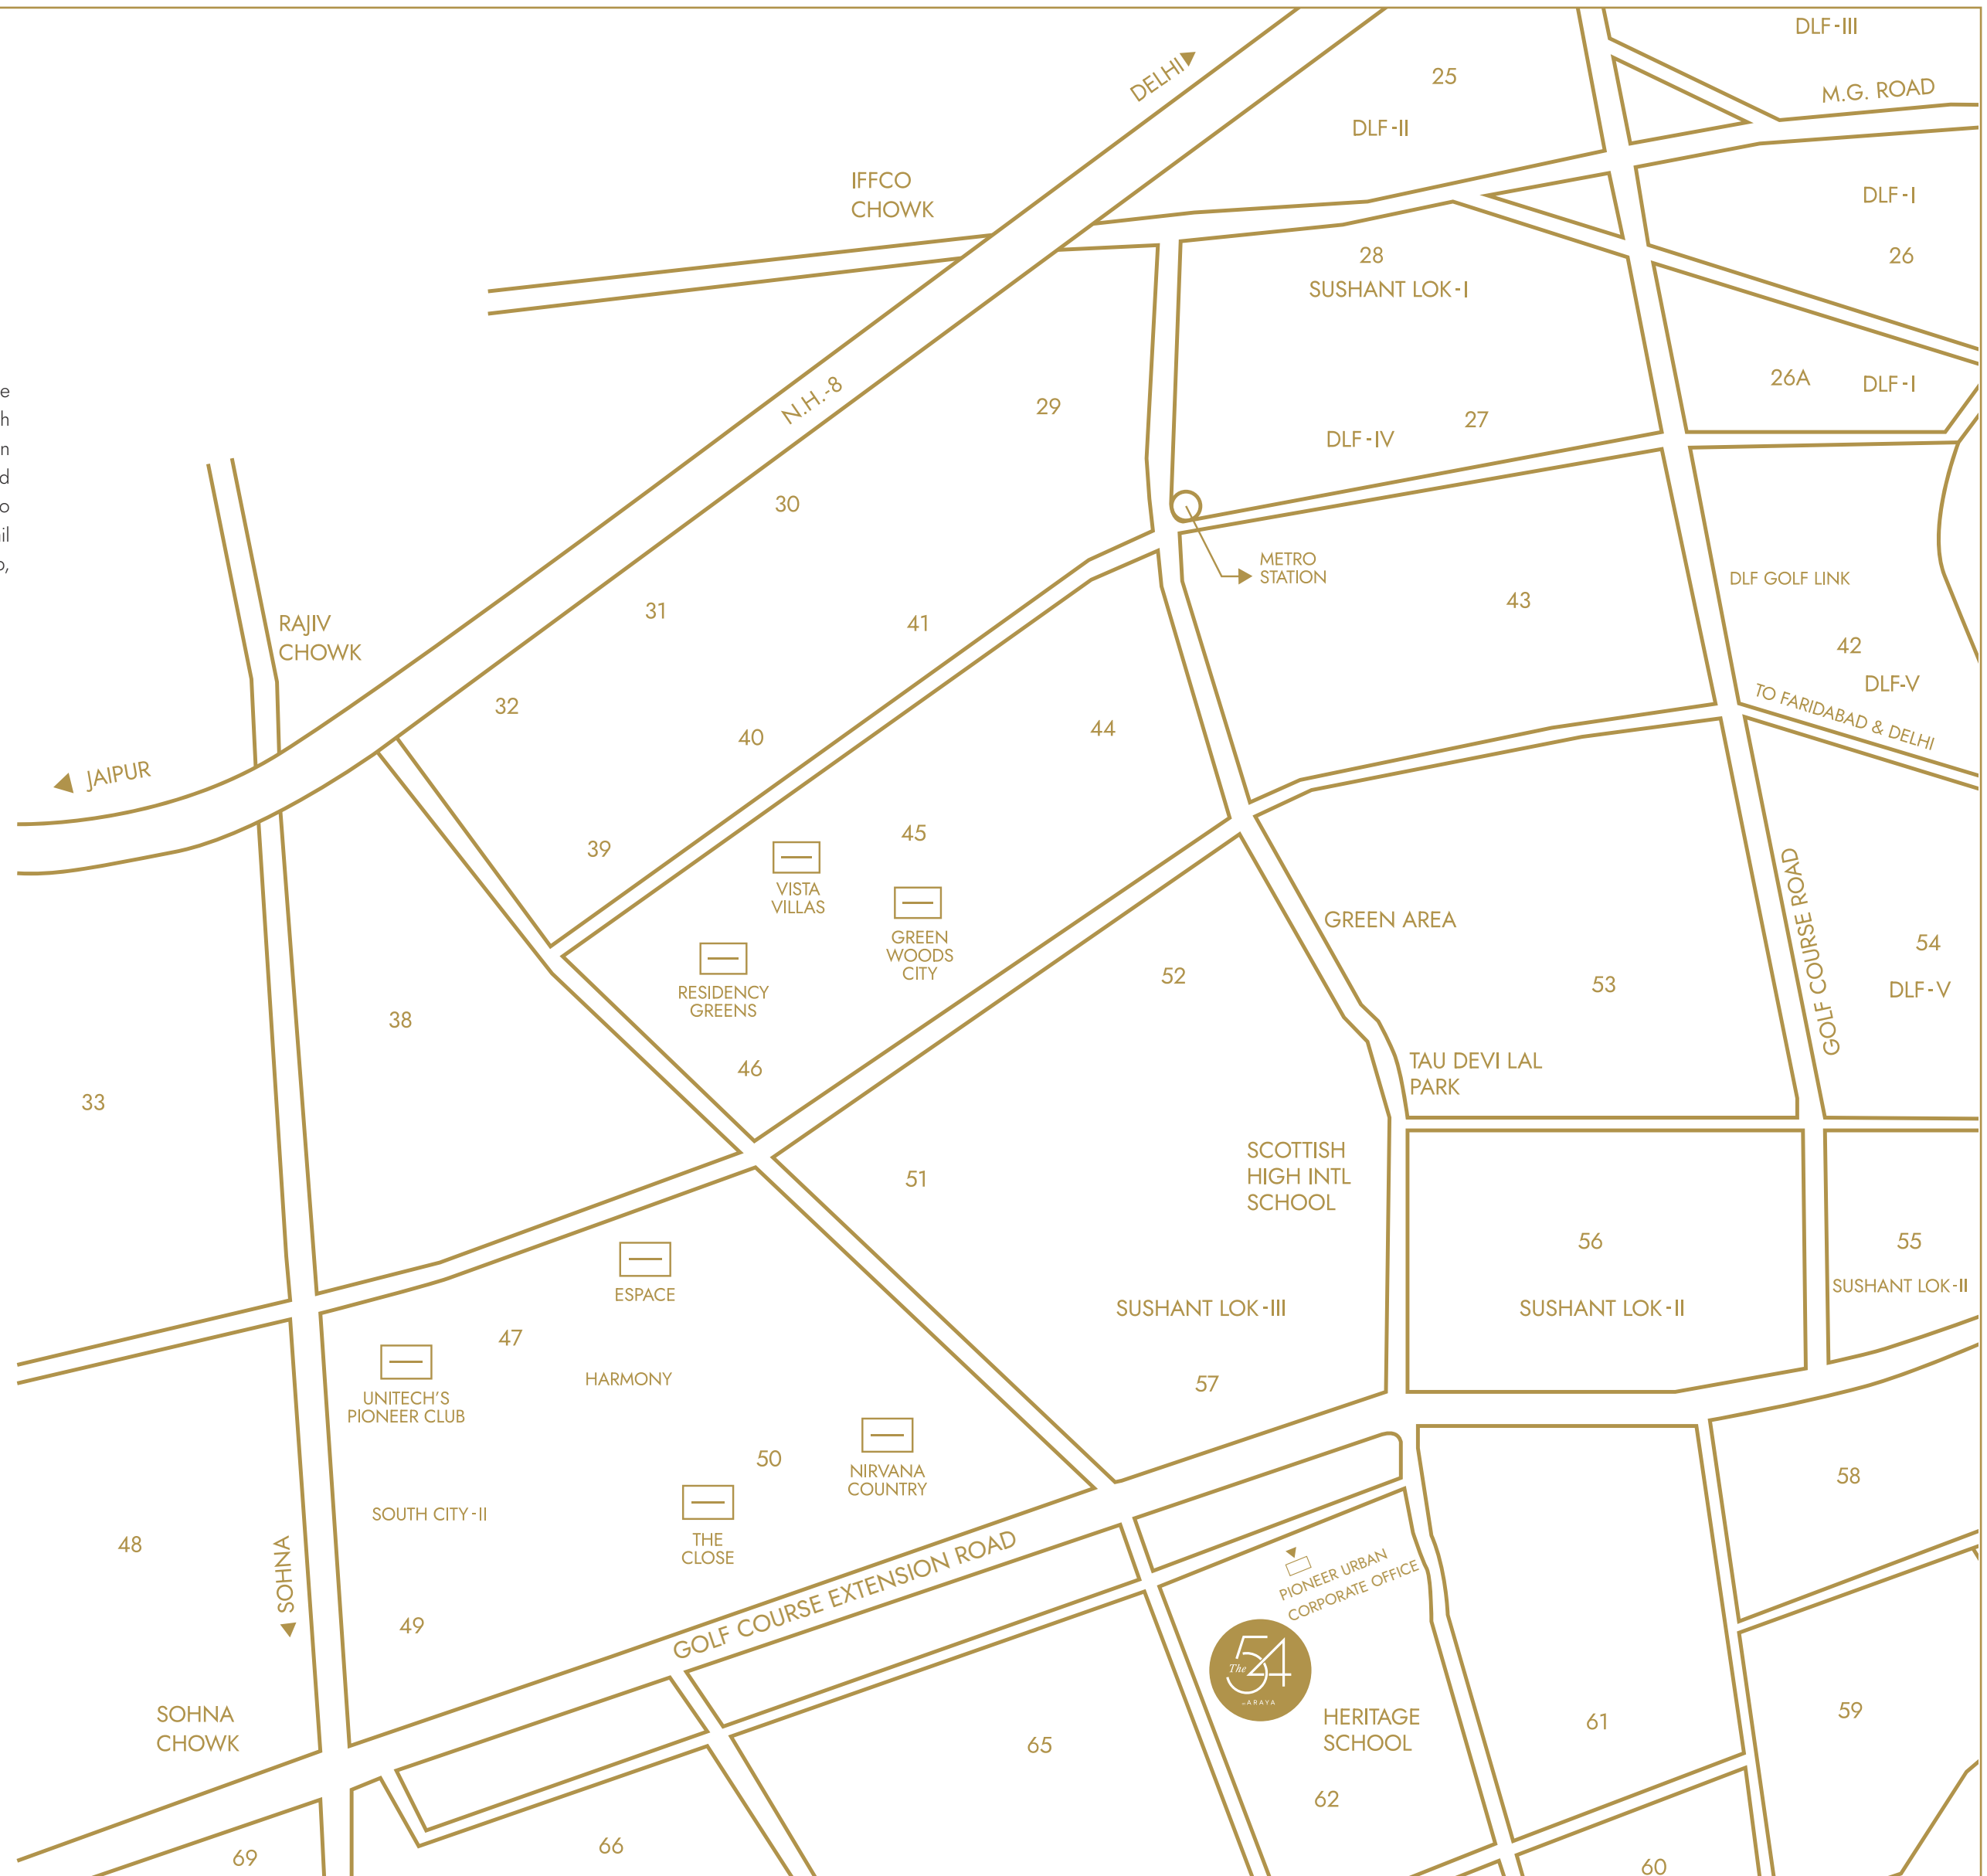 DLF-III
M.G. ROAD
DELHI
25
DLF-II
IFFCO
CHOWK
DLF-I
26
28
SUSHANT LOK-I
26A
DLF-I
e
h
n
d
o
il
o,
N.H.-8
29
27
DLF-IV
30
METRO
STATION
DLF GOLF LINK
43
31
41
RAJIV
CHOWK
42
DLF-V
TO FARIDABAD & DELHI
32
40
44
JAIPUR
39
45
VISTA
VILLAS
GREEN
WOODS
CITY
GREEN AREA
GOLF COURSE ROAD
54
DLF-V
52
53
RESIDENCY
GREENS
38
46
TAU DEVI LAL
PARK
33
51
SCOTTISH
HIGH INTL
SCHOOL
56
55
SUSHANT LOK-II
ESPACE
SUSHANT LOK-III
SUSHANT LOK-II
47
HARMONY
57
UNITECH'S
PIONEER CLUB
50
NIRVANA
COUNTRY
58
SOUTH CITY-II
THE
CLOSE
48
SOHNA
GOLF COURSE EXTENSION ROAD
PIONEER URBAN
CORPORATE OFFICE
49
The 54
ARAYA
SOHNA
CHOWK
HERITAGE
SCHOOL
59
61
65
62
66
69
60